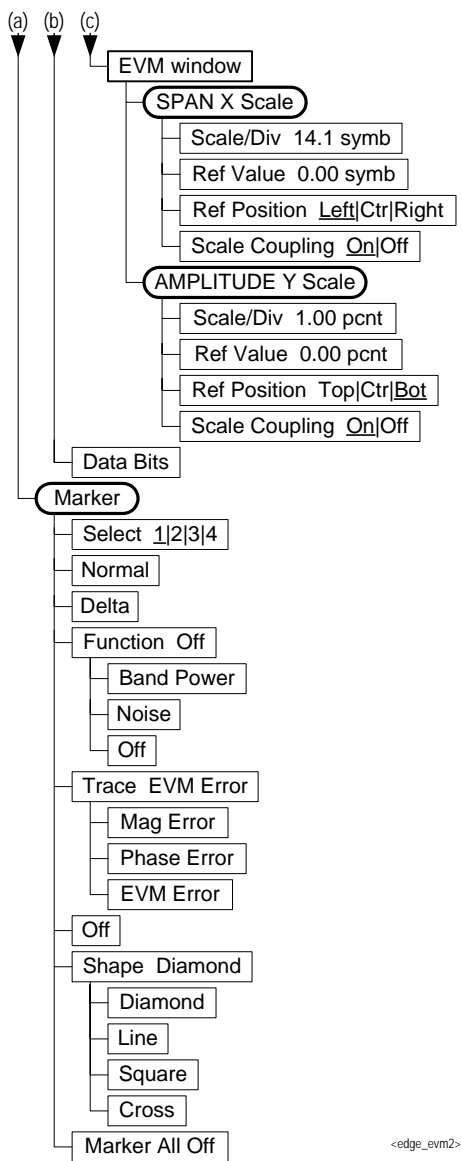 (a) (b) (c)
EVM window
SPAN X Scale
Scale/Div 14.1 symb
Ref Value 0.00 symb
Ref Position Left|Ctr|Right
Scale Coupling On|Off
AMPLITUDE Y Scale
Scale/Div 1.00 pcnt
Ref Value 0.00 pcnt
Ref Position Top|Ctr|Bot
Scale Coupling On|Off
Data Bits
Marker
Select 1|2|3|4
Normal
Delta
Function Off
Band Power
Noise
Off
Trace EVM Error
Mag Error
Phase Error
EVM Error
Off
Shape Diamond
Diamond
Line
Square
Cross
Marker All Off
<edge_evm2>